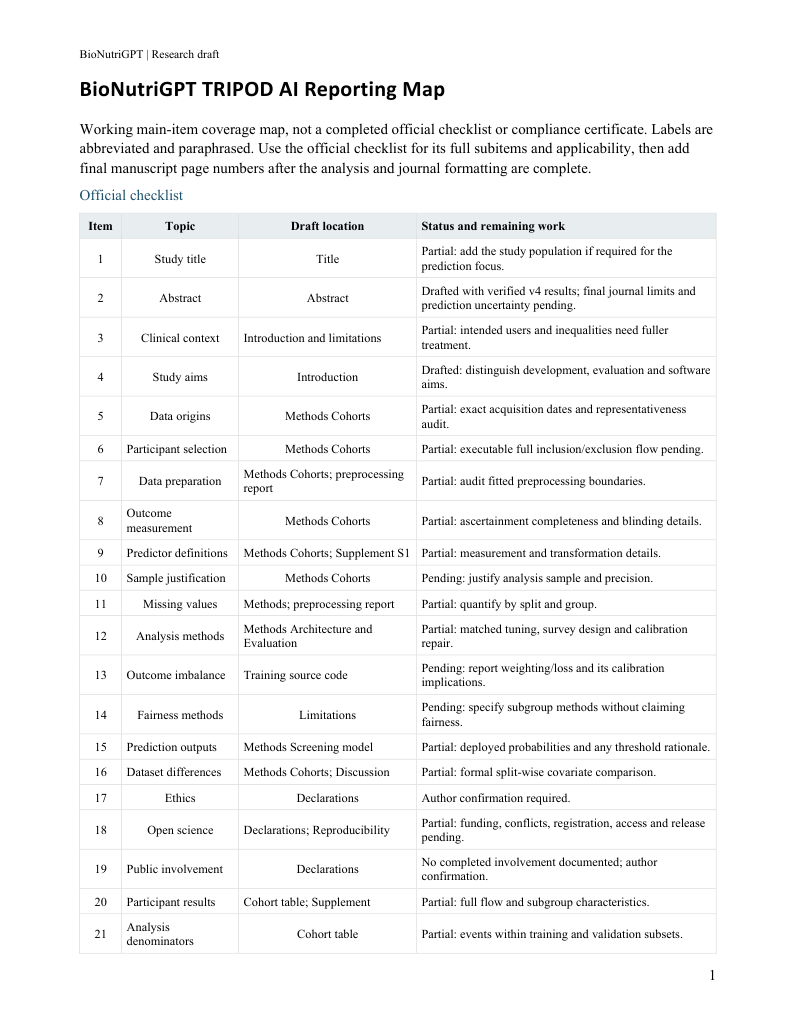 BioNutriGPT | Research draft
BioNutriGPT TRIPOD AI Reporting Map
Working main-item coverage map, not a completed official checklist or compliance certificate. Labels are
abbreviated and paraphrased. Use the official checklist for its full subitems and applicability, then add
final manuscript page numbers after the analysis and journal formatting are complete.
Official checklist
Item Topic Draft location Status and remaining work
1 Study title Title Partial: add the study population if required for the
prediction focus.
2 Abstract Abstract Drafted with verified v4 results; final journal limits and
prediction uncertainty pending.
3 Clinical context Introduction and limitations Partial: intended users and inequalities need fuller
treatment.
4 Study aims Introduction Drafted: distinguish development, evaluation and software
aims.
5 Data origins Methods Cohorts Partial: exact acquisition dates and representativeness
audit.
6 Participant selection Methods Cohorts Partial: executable full inclusion/exclusion flow pending.
7 Data preparation Methods Cohorts; preprocessing
report Partial: audit fitted preprocessing boundaries.
8 Outcome
measurement Methods Cohorts Partial: ascertainment completeness and blinding details.
9 Predictor definitions Methods Cohorts; Supplement S1 Partial: measurement and transformation details.
10 Sample justification Methods Cohorts Pending: justify analysis sample and precision.
11 Missing values Methods; preprocessing report Partial: quantify by split and group.
12 Analysis methods Methods Architecture and
Evaluation Partial: matched tuning, survey design and calibration
repair.
13 Outcome imbalance Training source code Pending: report weighting/loss and its calibration
implications.
14 Fairness methods Limitations Pending: specify subgroup methods without claiming
fairness.
15 Prediction outputs Methods Screening model Partial: deployed probabilities and any threshold rationale.
16 Dataset differences Methods Cohorts; Discussion Partial: formal split-wise covariate comparison.
17 Ethics Declarations Author confirmation required.
18 Open science Declarations; Reproducibility Partial: funding, conflicts, registration, access and release
pending.
19 Public involvement Declarations No completed involvement documented; author
confirmation.
20 Participant results Cohort table; Supplement Partial: full flow and subgroup characteristics.
21 Analysis
denominators Cohort table Partial: events within training and validation subsets.
1